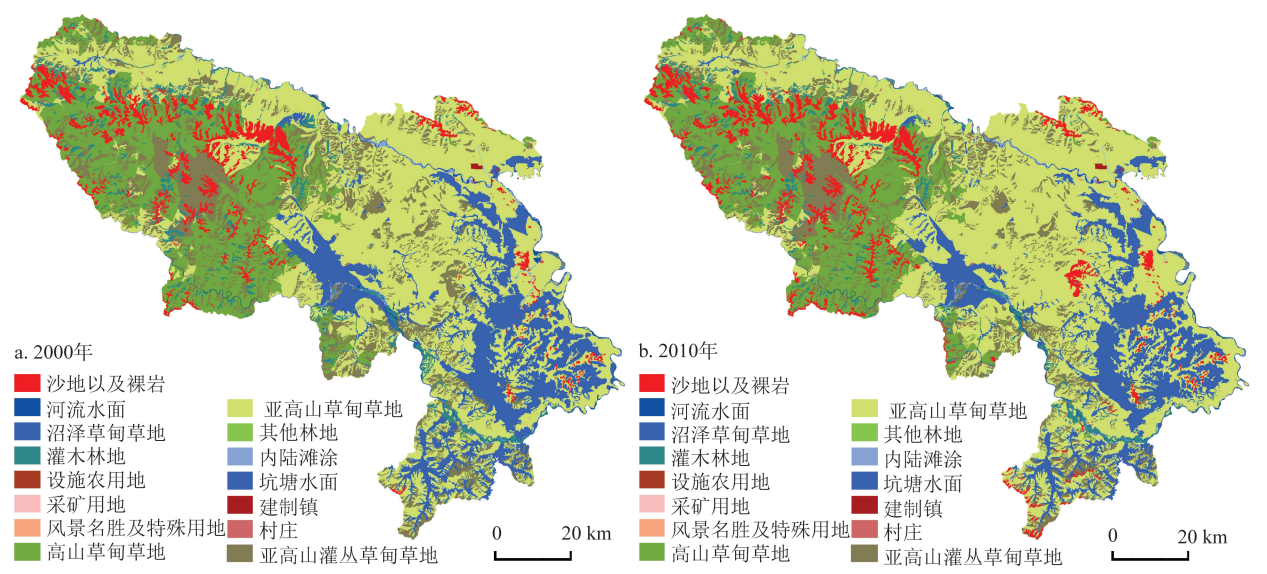 a. 2000年
沙地以及裸岩
河流水面
沼泽草甸草地
灌木林地
设施农用地
采矿用地
风景名胜及特殊用地
高山草甸草地
亚高山草甸草地
其他林地
内陆滩涂
坑塘水面
建制镇
村庄
亚高山灌丛草甸草地
0 20 km
b. 2010年
沙地以及裸岩
河流水面
沼泽草甸草地
灌木林地
设施农用地
采矿用地
风景名胜及特殊用地
高山草甸草地
亚高山草甸草地
其他林地
内陆滩涂
坑塘水面
建制镇
村庄
亚高山灌丛草甸草地
0 20 km